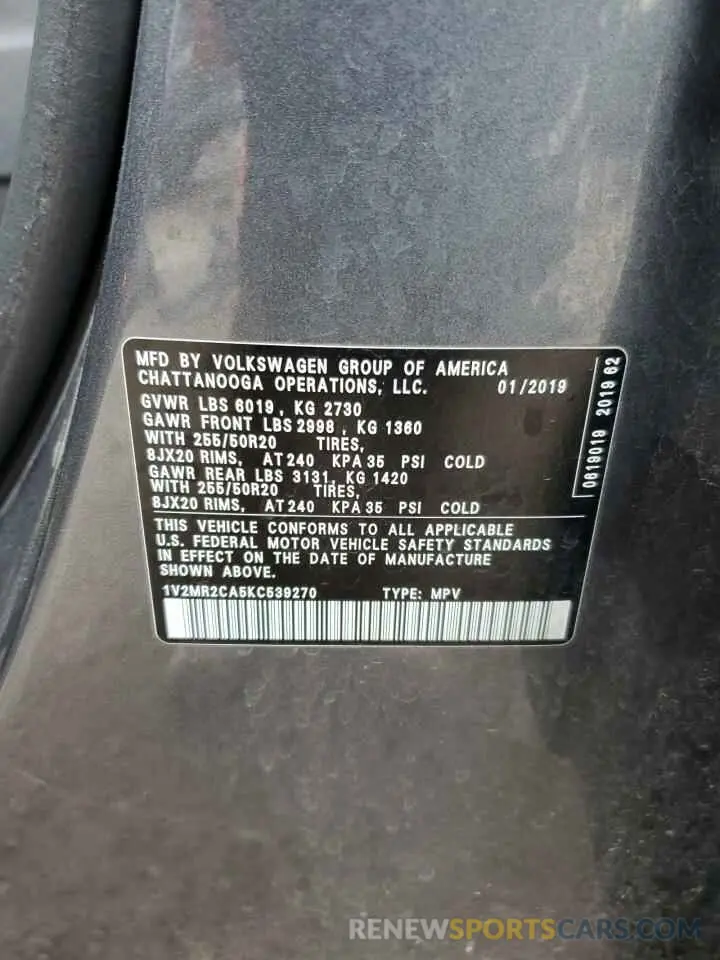 MFD BY VOLKSWAGEN GROUP OF AMERICA
CHATTANOOGA OPERATIONS, LLC. 01/2019
GVWR LBS 6019, KG 2730
GAWR FRONT LBS 2998, KG 1360
WITH 255/50R20 TIRES,
8JX20 RIMS, AT 240 KPA 35 PSI COLD
GAWR REAR LBS 3131, KG 1420
WITH 255/50R20 TIRES,
8JX20 RIMS, AT 240 KPA 35 PSI COLD
THIS VEHICLE CONFORMS TO ALL APPLICABLE
U.S. FEDERAL MOTOR VEHICLE SAFETY STANDARDS
IN EFFECT ON THE DATE OF MANUFACTURE
SHOWN ABOVE.
1V2MR2CA5KC539270 TYPE: MPV
0619019 2019 62
RENEWSPORTSCARS.COM